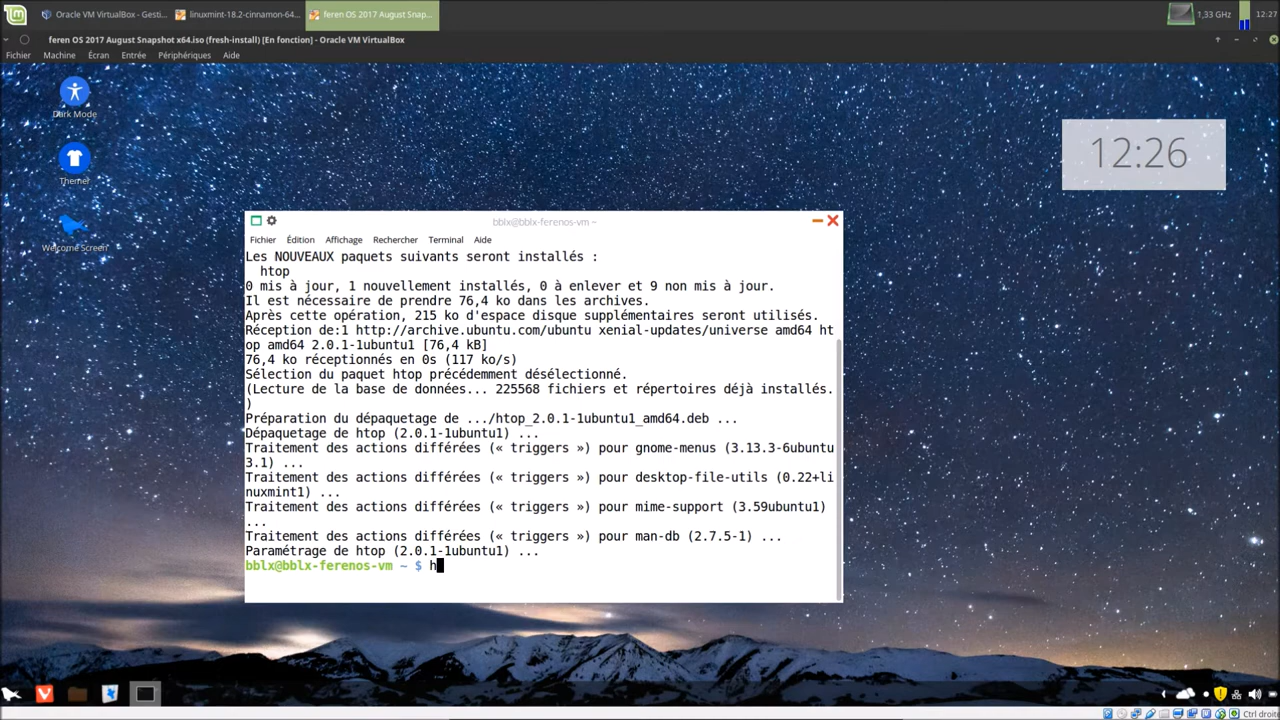 Oracle VM VirtualBox - Gesti...
linuxmint-18.2-cinnamon-64...
feren OS 2017 August Snap...
1,33 GHz
12:27
feren OS 2017 August Snapshot x64.iso (fresh-install) [En fonction] - Oracle VM VirtualBox
Fichier Machine Écran Entrée Périphériques Aide
Dark Mode
12:26
Themer
Welcome Screen
bblx@bblx-ferenos-vm ~
Fichier Édition Affichage Rechercher Terminal Aide
Les NOUVEAUX paquets suivants seront installés :
htop
0 mis à jour, 1 nouvellement installés, 0 à enlever et 9 non mis à jour.
Il est nécessaire de prendre 76,4 ko dans les archives.
Après cette opération, 215 ko d'espace disque supplémentaires seront utilisés.
Réception de:1 http://archive.ubuntu.com/ubuntu xenial-updates/universe amd64 ht
op amd64 2.0.1-1ubuntu1 [76,4 kB]
76,4 ko réceptionnés en 0s (117 ko/s)
Sélection du paquet htop précédemment désélectionné.
(Lecture de la base de données... 225568 fichiers et répertoires déjà installés.
)
Préparation du dépaquetage de .../htop_2.0.1-1ubuntu1_amd64.deb ...
Dépaquetage de htop (2.0.1-1ubuntu1) ...
Traitement des actions différées (« triggers ») pour gnome-menus (3.13.3-6ubuntu
3.1) ...
Traitement des actions différées (« triggers ») pour desktop-file-utils (0.22+li
nuxmint1) ...
Traitement des actions différées (« triggers ») pour mime-support (3.59ubuntu1)
...
Traitement des actions différées (« triggers ») pour man-db (2.7.5-1) ...
Paramétrage de htop (2.0.1-1ubuntu1) ...
bblx@bblx-ferenos-vm ~ $ h
Ctrl droite